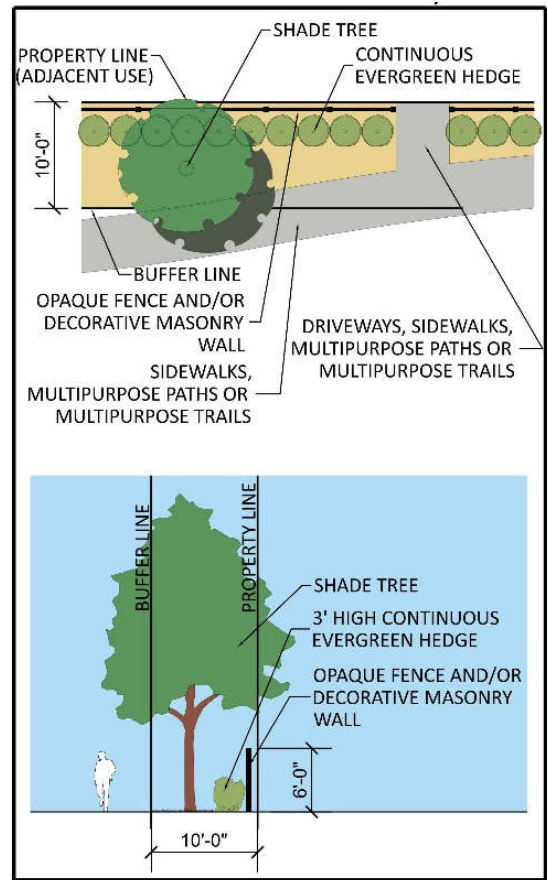 SHADE TREE
PROPERTY LINE
(ADJACENT USE)
CONTINUOUS
EVERGREEN HEDGE
10'-0"
BUFFER LINE
OPAQUE FENCE AND/OR
DECORATIVE MASONRY
WALL
DRIVEWAYS, SIDEWALKS,
MULTIPURPOSE PATHS OR
MULTIPURPOSE TRAILS
SIDEWALKS,
MULTIPURPOSE PATHS OR
MULTIPURPOSE TRAILS
BUFFER LINE
PROPERTY LINE
SHADE TREE
3' HIGH CONTINUOUS
EVERGREEN HEDGE
OPAQUE FENCE AND/OR
DECORATIVE MASONRY
WALL
6'-0"
10'-0"